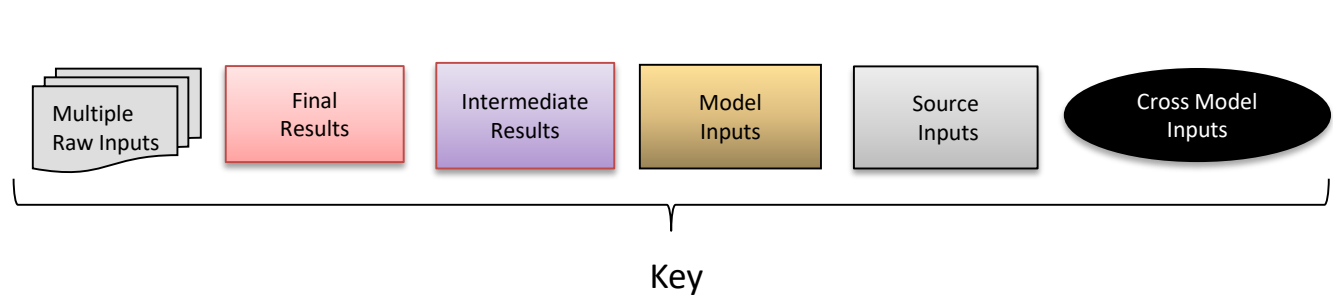 Multiple
Raw Inputs
Final
Results
Intermediate
Results
Model
Inputs
Source
Inputs
Cross Model
Inputs
Key